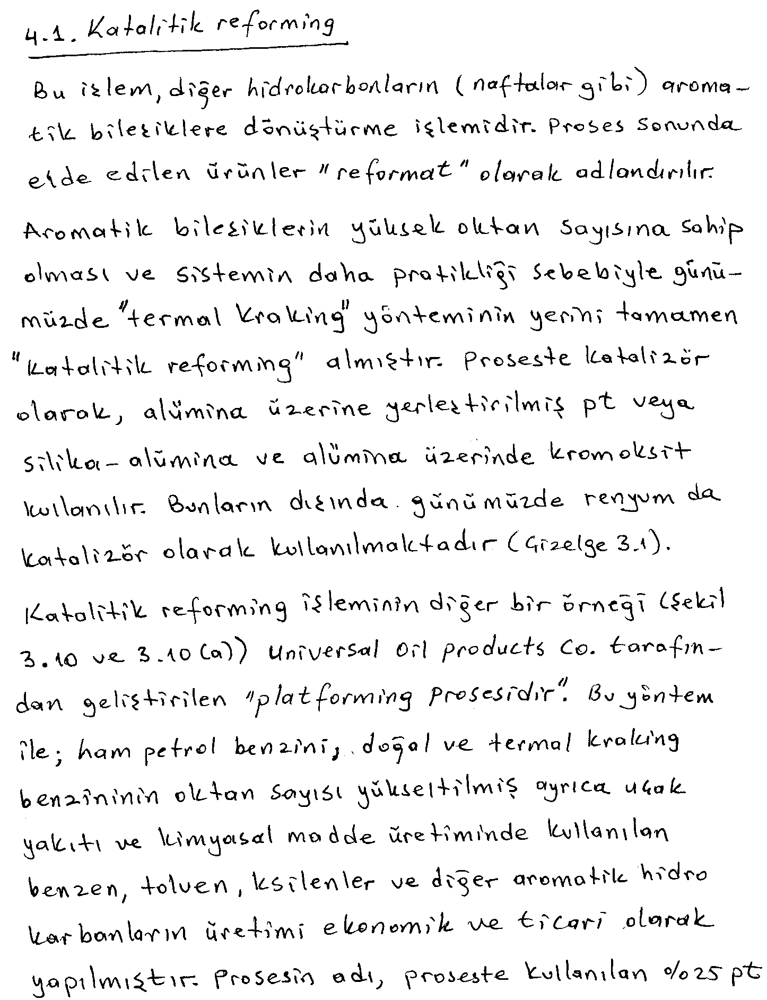 4.1. Katalitik reforming
Bu işlem, diğer hidrokarbonların (naftalar gibi) aroma-
tik bileşiklere dönüştürme işlemidir. Proses sonunda
elde edilen ürünler "reformat" olarak adlandırılır.
Aromatik bileşiklerin yüksek oktan sayısına sahip
olması ve sistemin daha pratikliği sebebiyle günü-
müzde "termal kraking" yönteminin yerini tamamen
"katalitik reforming" almıştır. Proseste katalizör
olarak, alümina üzerine yerleştirilmiş pt veya
silika-alümina ve alümina üzerinde kromoksit
kullanılır. Bunların dışında günümüzde renyum da
katalizör olarak kullanılmaktadır (Çizelge 3.1).
Katalitik reforming işleminin diğer bir örneği (Şekil
3.10 ve 3.10 (a)) Universal Oil products Co. tarafın-
dan geliştirilen "platforming prosesidir". Bu yöntem
ile; ham petrol benzini, doğal ve termal kraking
benzininin oktan sayısı yükseltilmiş ayrıca uçak
yakıtı ve kimyasal madde üretiminde kullanılan
benzen, toluen, ksilenler ve diğer aromatik hidro
karbanların üretimi ekonomik ve ticari olarak
yapılmıştır. Prosesin adı, proseste kullanılan %25 pt